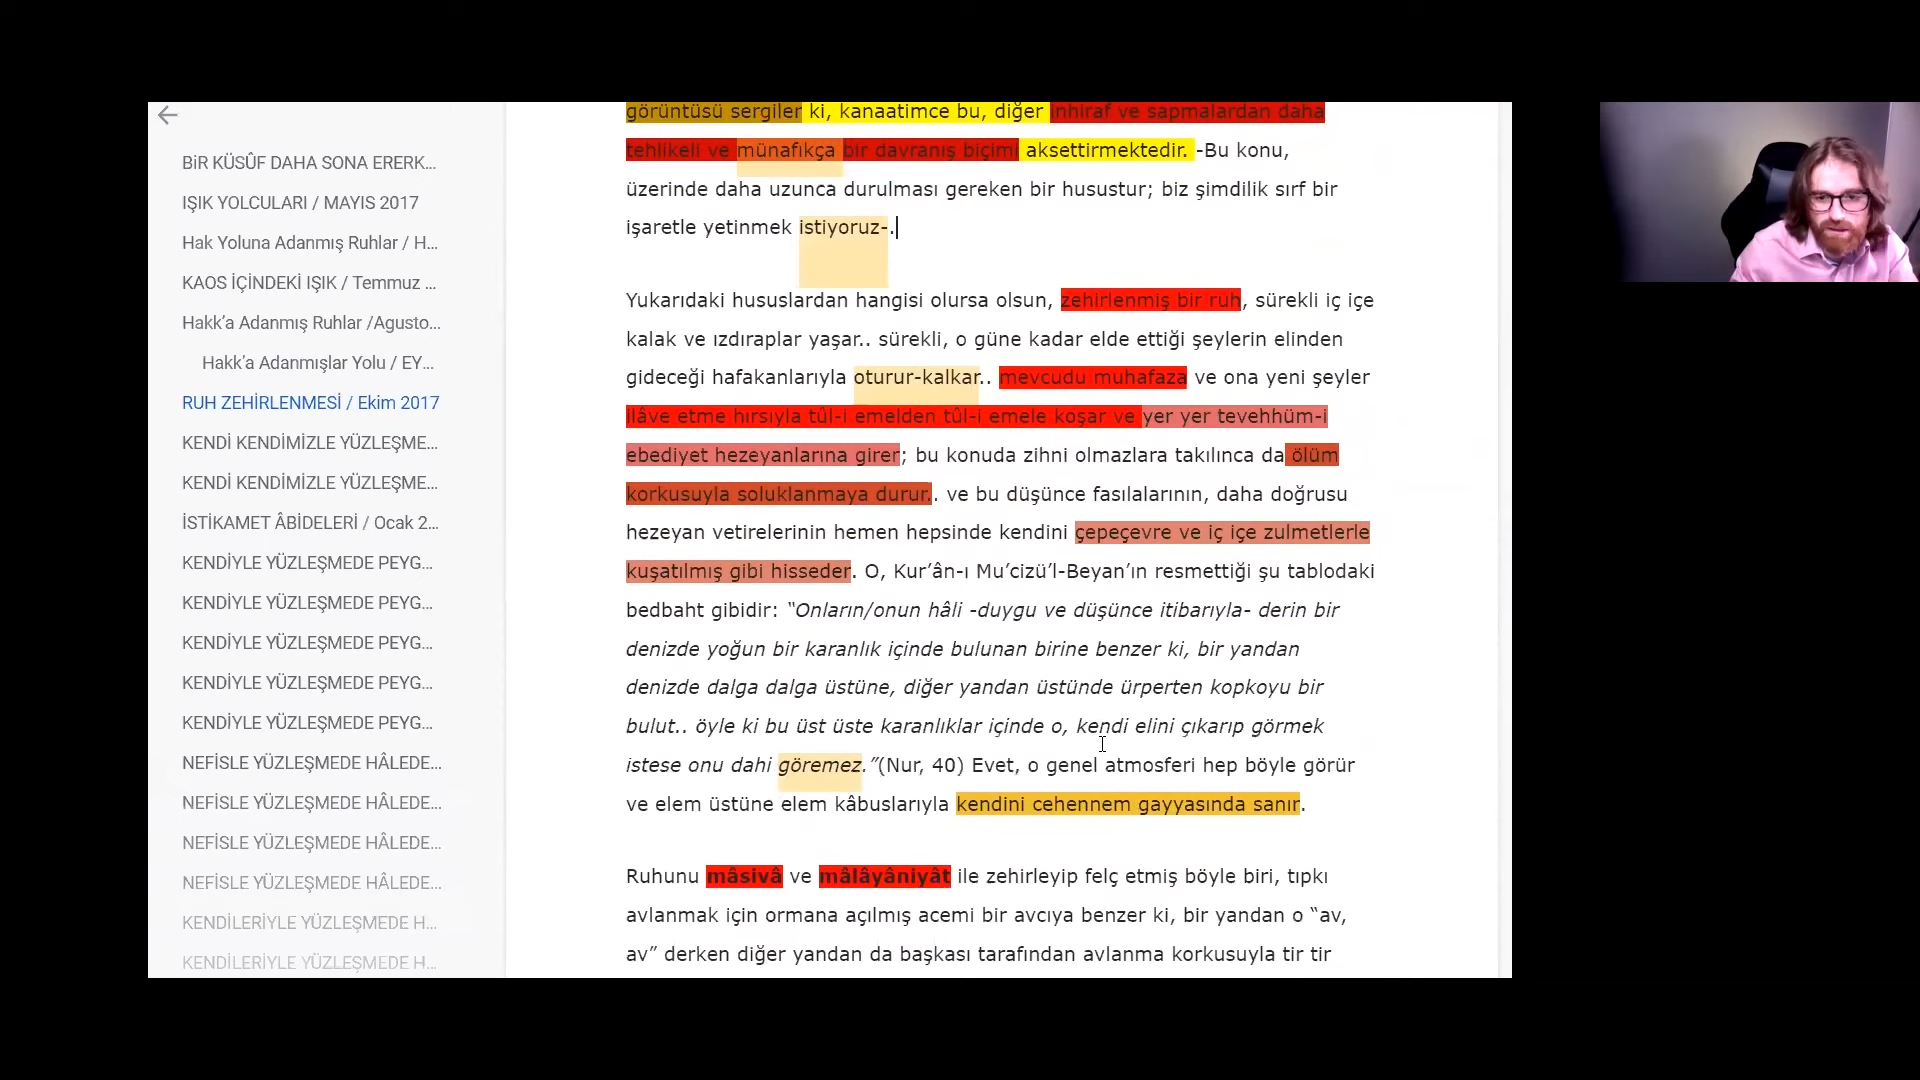 BİR KÜSÛF DAHA SONA ERERK...
IŞIK YOLCULARI / MAYIS 2017
Hak Yoluna Adanmış Ruhlar / H...
KAOS İÇİNDEKİ IŞIK / Temmuz ...
Hakk’a Adanmış Ruhlar /Agusto...
Hakk’a Adanmışlar Yolu / EY...
RUH ZEHİRLENMESİ / Ekim 2017
KENDİ KENDİMİZLE YÜZLEŞME...
KENDİ KENDİMİZLE YÜZLEŞME...
İSTİKAMET ÂBİDELERİ / Ocak 2...
KENDİYLE YÜZLEŞMEDE PEYG...
KENDİYLE YÜZLEŞMEDE PEYG...
KENDİYLE YÜZLEŞMEDE PEYG...
KENDİYLE YÜZLEŞMEDE PEYG...
KENDİYLE YÜZLEŞMEDE PEYG...
NEFİSLE YÜZLEŞMEDE HÂLEDE...
NEFİSLE YÜZLEŞMEDE HÂLEDE...
NEFİSLE YÜZLEŞMEDE HÂLEDE...
NEFİSLE YÜZLEŞMEDE HÂLEDE...
KENDİLERİYLE YÜZLEŞMEDE H...
KENDİLERİYLE YÜZLEŞMEDE H...
görüntüsü sergiler ki, kanaatimce bu, diğer inhiraf ve sapmalardan daha
tehlikeli ve münafıkça bir davranış biçimi aksettirmektedir. -Bu konu,
üzerinde daha uzunca durulması gereken bir husustur; biz şimdilik sırf bir
işaretle yetinmek istiyoruz-.
Yukarıdaki hususlardan hangisi olursa olsun, zehirlenmiş bir ruh, sürekli iç içe
kalak ve ızdıraplar yaşar.. sürekli, o güne kadar elde ettiği şeylerin elinden
gideceği hafakanlarıyla oturur-kalkar.. mevcudu muhafaza ve ona yeni şeyler
ilâve etme hırsıyla tûl-i emelden tûl-i emele koşar ve yer yer tevehhüm-i
ebediyet hezeyanlarına girer; bu konuda zihni olmazlara takılınca da ölüm
korkusuyla soluklanmaya durur.. ve bu düşünce fasılalarının, daha doğrusu
hezeyan vetirelerinin hemen hepsinde kendini çepeçevre ve iç içe zulmetlerle
kuşatılmış gibi hisseder. O, Kur’ân-ı Mu’cizü’l-Beyan’ın resmettiği şu tablodaki
bedbaht gibidir: “Onların/onun hâli -duygu ve düşünce itibarıyla- derin bir
denizde yoğun bir karanlık içinde bulunan birine benzer ki, bir yandan
denizde dalga dalga üstüne, diğer yandan üstünde ürperten kopkoyu bir
bulut.. öyle ki bu üst üste karanlıklar içinde o, kendi elini çıkarıp görmek
istese onu dahi göremez.”(Nur, 40) Evet, o genel atmosferi hep böyle görür
ve elem üstüne elem kâbuslarıyla kendini cehennem gayyasında sanır.
Ruhunu mâsivâ ve mâlâyâniyât ile zehirleyip felç etmiş böyle biri, tıpkı
avlanmak için ormana açılmış acemi bir avcıya benzer ki, bir yandan o “av,
av” derken diğer yandan da başkası tarafından avlanma korkusuyla tir tir